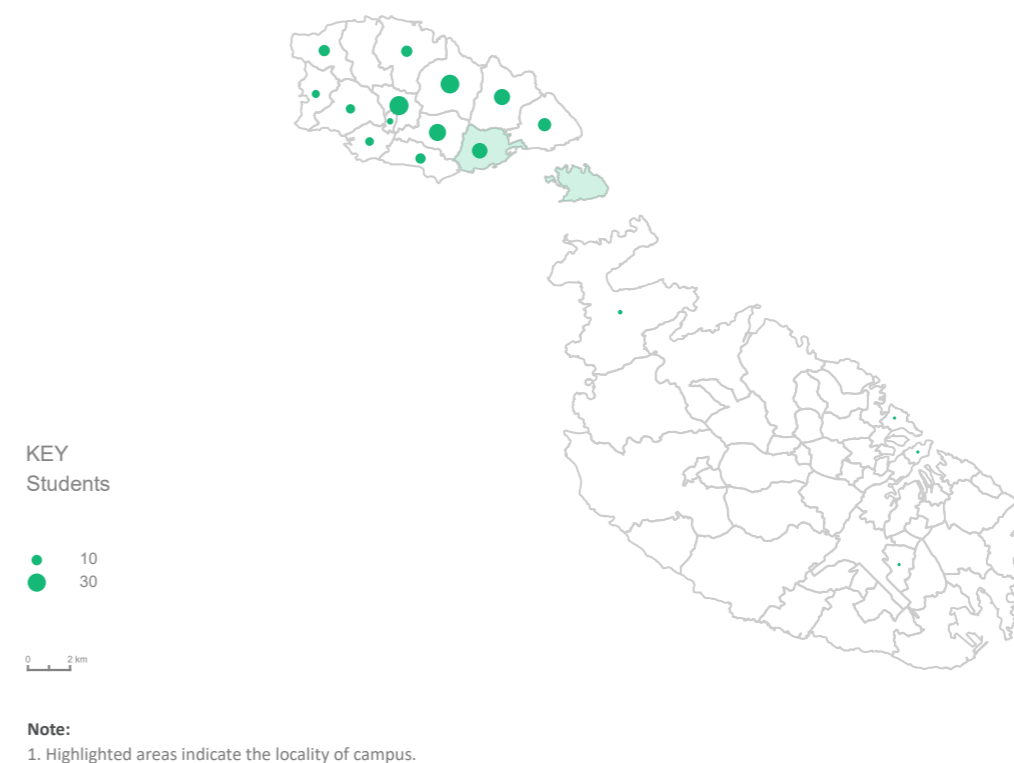 KEY
Students
10
30
0 2 km
Note:
1. Highlighted areas indicate the locality of campus.